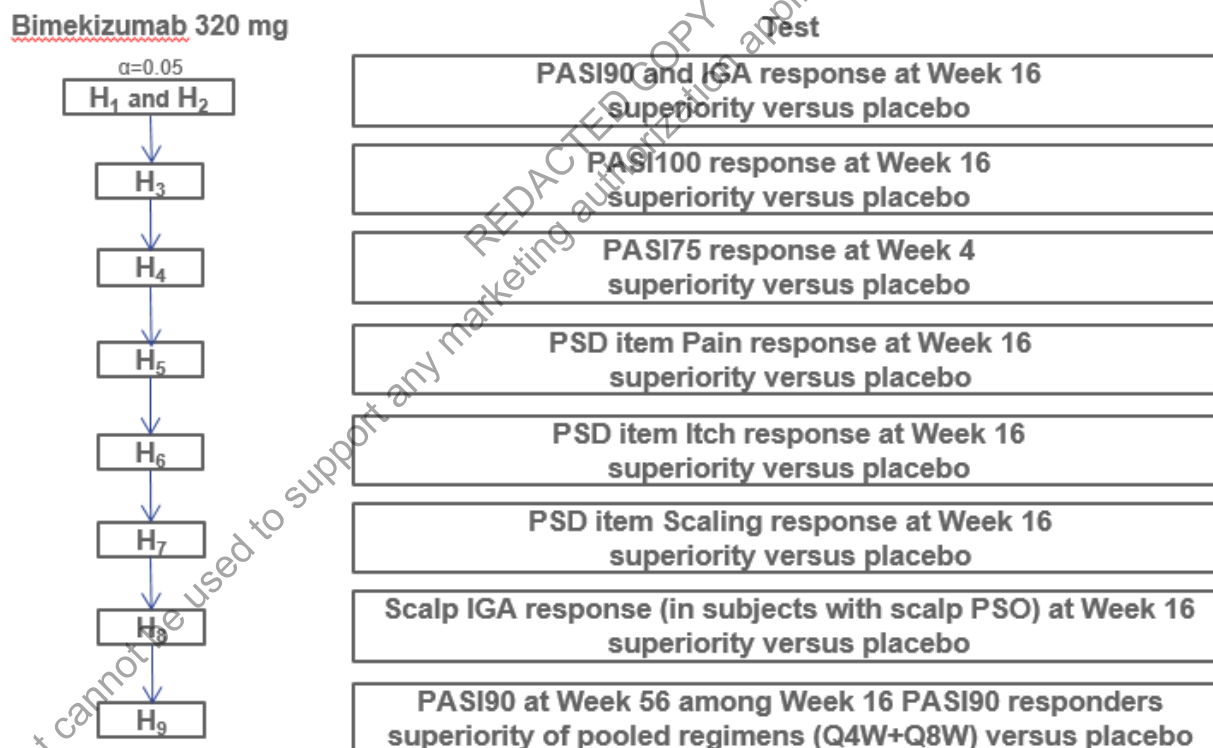 Bimekizumab 320 mg
Test
α=0.05
H₁ and H₂
PASI90 and IGA response at Week 16
superiority versus placebo
H₃
PASI100 response at Week 16
superiority versus placebo
H₄
PASI75 response at Week 4
superiority versus placebo
H₅
PSD item Pain response at Week 16
superiority versus placebo
H₆
PSD item Itch response at Week 16
superiority versus placebo
H₇
PSD item Scaling response at Week 16
superiority versus placebo
H₈
Scalp IGA response (in subjects with scalp PSO) at Week 16
superiority versus placebo
H₉
PASI90 at Week 56 among Week 16 PASI90 responders
superiority of pooled regimens (Q4W+Q8W) versus placebo
REDACTED COPY
cannot be used to support any marketing authorization